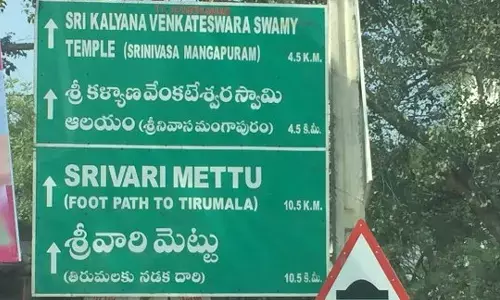 SRI KALYANA VENKATESWARA SWAMY
TEMPLE (SRINIVASA MANGAPURAM) 4.5 K.M.
శ్రీ కళ్యాణ వేంకటేశ్వర స్వామి
ఆలయం (శ్రీనివాస మంగాపురం) 4.5 కి.మీ
SRIVARI METTU
(FOOT PATH TO TIRUMALA) 10.5 K.M.
శ్రీవారి మెట్టు
(తిరుమలకు నడక దారి) 10.5 కి.మీ